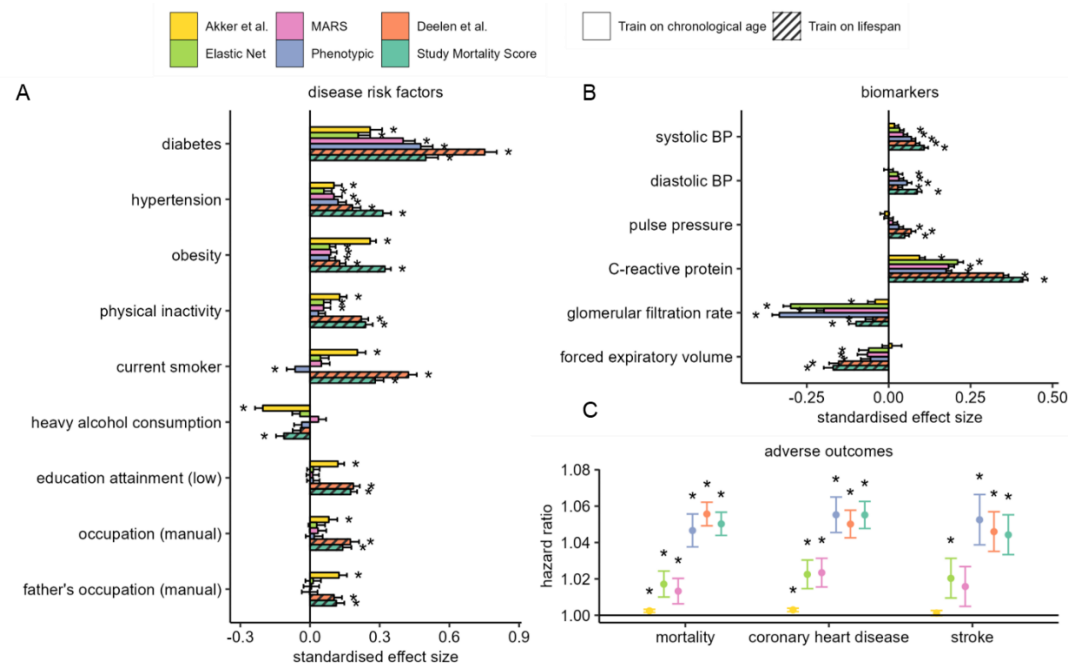 Akker et al.
MARS
Deelen et al.
Elastic Net
Phenotypic
Study Mortality Score
Train on chronological age
Train on lifespan
A
disease risk factors
diabetes
*
*
*
*
*
*
hypertension
*
*
*
*
*
*
obesity
*
*
*
*
*
*
physical inactivity
*
*
*
*
*
current smoker
*
*
*
*
heavy alcohol consumption
*
*
education attainment (low)
*
*
*
occupation (manual)
*
*
*
father's occupation (manual)
*
*
*
-0.3
0.0
0.3
0.6
0.9
standardised effect size
B
biomarkers
systolic BP
diastolic BP
pulse pressure
C-reactive protein
glomerular filtration rate
forced expiratory volume
-0.25
0.00
0.25
0.50
standardised effect size
C
adverse outcomes
1.08
1.06
1.04
1.02
1.00
hazard ratio
mortality
coronary heart disease
stroke